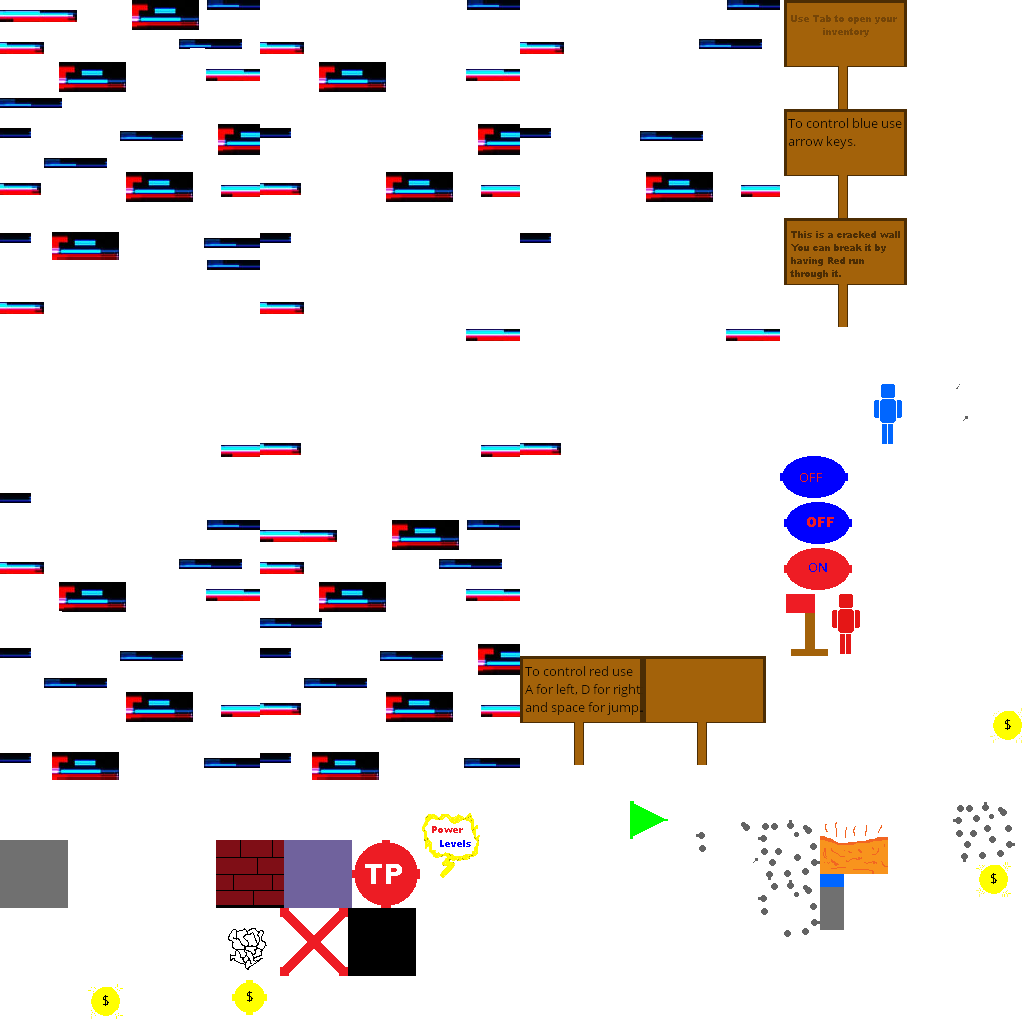 Use Tab to open your
inventory
To control blue use
arrow keys.
This is a cracked wall
You can break it by
having Red run
through it.
OFF
OFF
ON
To control red use
A for left, D for right
and space for jump.
$
Power
Levels
TP
$
$
$